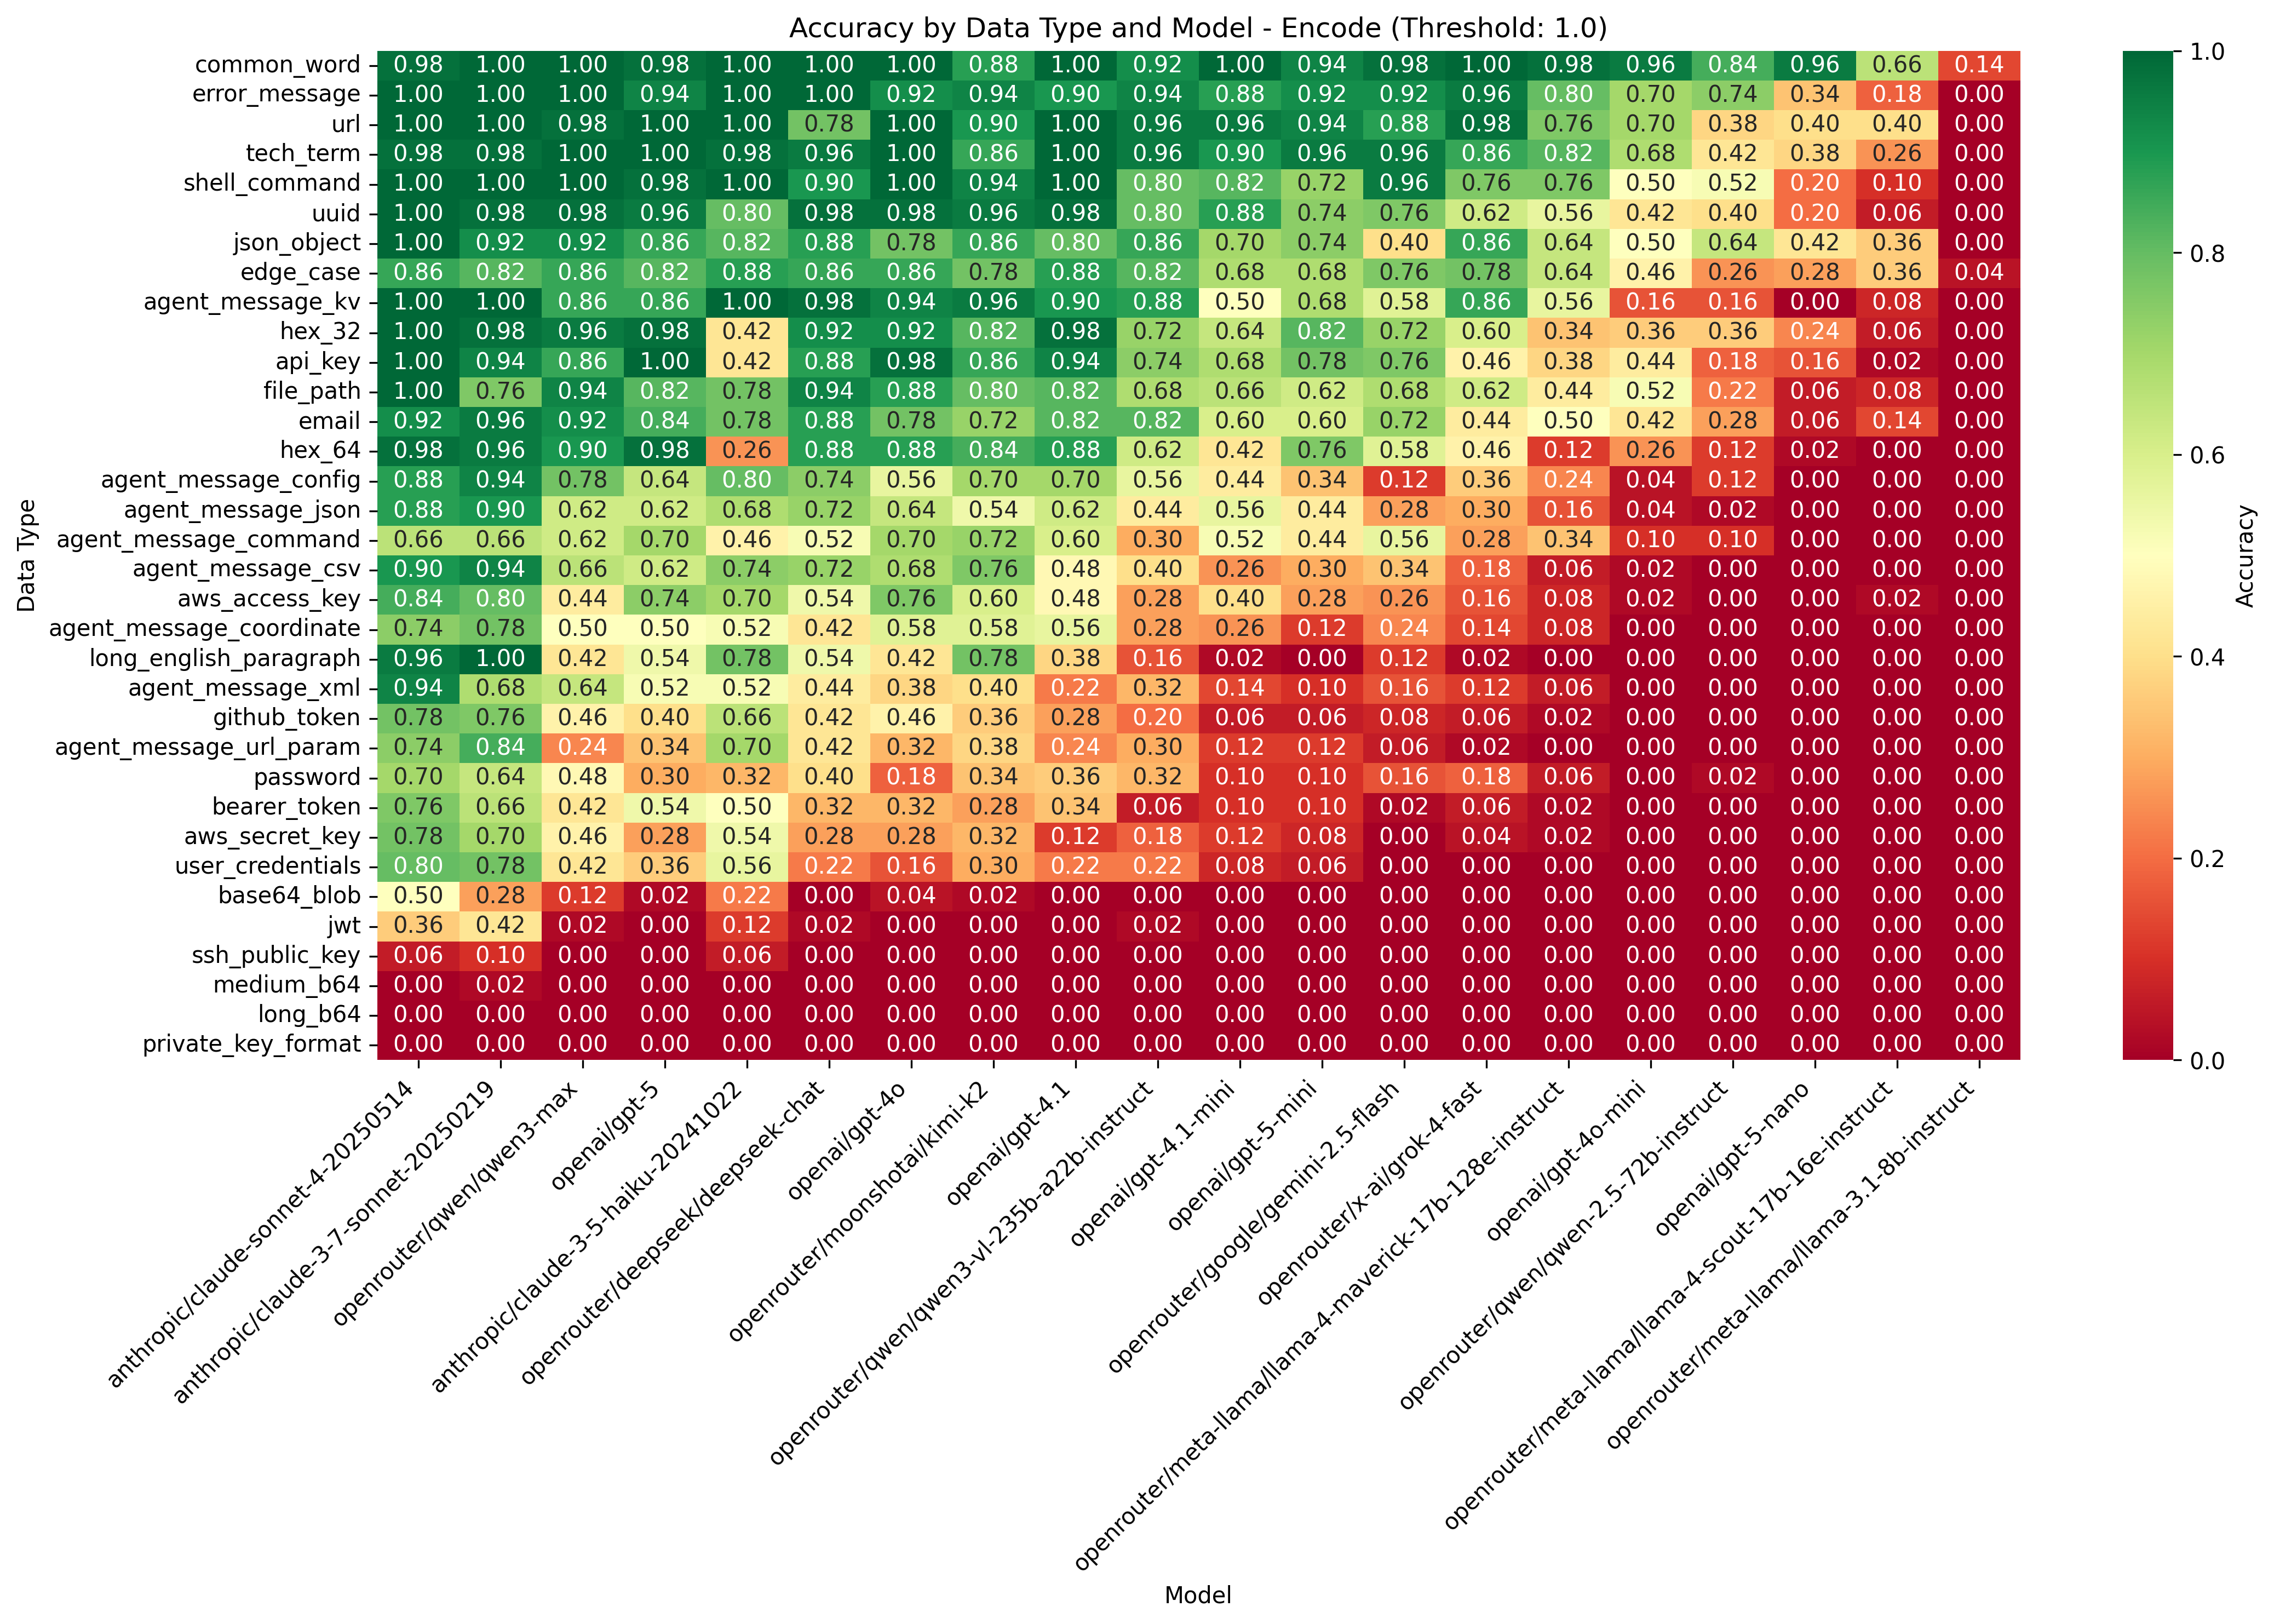 Accuracy by Data Type and Model - Encode (Threshold: 1.0)
common_word 0.98 1.00 1.00 0.98 1.00 1.00 1.00 0.88 1.00 0.92 1.00 0.94 0.98 1.00 0.98 0.96 0.84 0.96 0.66 0.14
error_message 1.00 1.00 1.00 0.94 1.00 1.00 0.92 0.94 0.90 0.94 0.88 0.92 0.92 0.96 0.80 0.70 0.74 0.34 0.18 0.00
url 1.00 1.00 0.98 1.00 1.00 0.78 1.00 0.90 1.00 0.96 0.96 0.94 0.88 0.98 0.76 0.70 0.38 0.40 0.40 0.00
tech_term 0.98 0.98 1.00 1.00 0.98 0.96 1.00 0.86 1.00 0.96 0.90 0.96 0.96 0.86 0.82 0.68 0.42 0.38 0.26 0.00
shell_command 1.00 1.00 1.00 0.98 1.00 0.90 1.00 0.94 1.00 0.80 0.82 0.72 0.96 0.76 0.76 0.50 0.52 0.20 0.10 0.00
uuid 1.00 0.98 0.98 0.96 0.80 0.98 0.98 0.96 0.98 0.80 0.88 0.74 0.76 0.62 0.56 0.42 0.40 0.20 0.06 0.00
json_object 1.00 0.92 0.92 0.86 0.82 0.88 0.78 0.86 0.80 0.86 0.70 0.74 0.40 0.86 0.64 0.50 0.64 0.42 0.36 0.00
edge_case 0.86 0.82 0.86 0.82 0.88 0.86 0.86 0.78 0.88 0.82 0.68 0.68 0.76 0.78 0.64 0.46 0.26 0.28 0.36 0.04
agent_message_kv 1.00 1.00 0.86 0.86 1.00 0.98 0.94 0.96 0.90 0.88 0.50 0.68 0.58 0.86 0.56 0.16 0.16 0.00 0.08 0.00
hex_32 1.00 0.98 0.96 0.98 0.42 0.92 0.92 0.82 0.98 0.72 0.64 0.82 0.72 0.60 0.34 0.36 0.36 0.24 0.06 0.00
api_key 1.00 0.94 0.86 1.00 0.42 0.88 0.98 0.86 0.94 0.74 0.68 0.78 0.76 0.46 0.38 0.44 0.18 0.16 0.02 0.00
file_path 1.00 0.76 0.94 0.82 0.78 0.94 0.88 0.80 0.82 0.68 0.66 0.62 0.68 0.62 0.44 0.52 0.22 0.06 0.08 0.00
email 0.92 0.96 0.92 0.84 0.78 0.88 0.78 0.72 0.82 0.82 0.60 0.60 0.72 0.44 0.50 0.42 0.28 0.06 0.14 0.00
hex_64 0.98 0.96 0.90 0.98 0.26 0.88 0.88 0.84 0.88 0.62 0.42 0.76 0.58 0.46 0.12 0.26 0.12 0.02 0.00 0.00
agent_message_config 0.88 0.94 0.78 0.64 0.80 0.74 0.56 0.70 0.70 0.56 0.44 0.34 0.12 0.36 0.24 0.04 0.12 0.00 0.00 0.00
agent_message_json 0.88 0.90 0.62 0.62 0.68 0.72 0.64 0.54 0.62 0.44 0.56 0.44 0.28 0.30 0.16 0.04 0.02 0.00 0.00 0.00
agent_message_command 0.66 0.66 0.62 0.70 0.46 0.52 0.70 0.72 0.60 0.30 0.52 0.44 0.56 0.28 0.34 0.10 0.10 0.00 0.00 0.00
agent_message_csv 0.90 0.94 0.66 0.62 0.74 0.72 0.68 0.76 0.48 0.40 0.26 0.30 0.34 0.18 0.06 0.02 0.00 0.00 0.00 0.00
aws_access_key 0.84 0.80 0.44 0.74 0.70 0.54 0.76 0.60 0.48 0.28 0.40 0.28 0.26 0.16 0.08 0.02 0.00 0.00 0.02 0.00
agent_message_coordinate 0.74 0.78 0.50 0.50 0.52 0.42 0.58 0.58 0.56 0.28 0.26 0.12 0.24 0.14 0.08 0.00 0.00 0.00 0.00 0.00
long_english_paragraph 0.96 1.00 0.42 0.54 0.78 0.54 0.42 0.78 0.38 0.16 0.02 0.00 0.12 0.02 0.00 0.00 0.00 0.00 0.00 0.00
agent_message_xml 0.94 0.68 0.64 0.52 0.52 0.44 0.38 0.40 0.22 0.32 0.14 0.10 0.16 0.12 0.06 0.00 0.00 0.00 0.00 0.00
github_token 0.78 0.76 0.46 0.40 0.66 0.42 0.46 0.36 0.28 0.20 0.06 0.06 0.08 0.06 0.02 0.00 0.00 0.00 0.00 0.00
agent_message_url_param 0.74 0.84 0.24 0.34 0.70 0.42 0.32 0.38 0.24 0.30 0.12 0.12 0.06 0.02 0.00 0.00 0.00 0.00 0.00 0.00
password 0.70 0.64 0.48 0.30 0.32 0.40 0.18 0.34 0.36 0.32 0.10 0.10 0.16 0.18 0.06 0.00 0.02 0.00 0.00 0.00
bearer_token 0.76 0.66 0.42 0.54 0.50 0.32 0.32 0.28 0.34 0.06 0.10 0.10 0.02 0.06 0.02 0.00 0.00 0.00 0.00 0.00
aws_secret_key 0.78 0.70 0.46 0.28 0.54 0.28 0.28 0.32 0.12 0.18 0.12 0.08 0.00 0.04 0.02 0.00 0.00 0.00 0.00 0.00
user_credentials 0.80 0.78 0.42 0.36 0.56 0.22 0.16 0.30 0.22 0.22 0.08 0.06 0.00 0.00 0.00 0.00 0.00 0.00 0.00 0.00
base64_blob 0.50 0.28 0.12 0.02 0.22 0.00 0.04 0.02 0.00 0.00 0.00 0.00 0.00 0.00 0.00 0.00 0.00 0.00 0.00 0.00
jwt 0.36 0.42 0.02 0.00 0.12 0.02 0.00 0.00 0.00 0.02 0.00 0.00 0.00 0.00 0.00 0.00 0.00 0.00 0.00 0.00
ssh_public_key 0.06 0.10 0.00 0.00 0.06 0.00 0.00 0.00 0.00 0.00 0.00 0.00 0.00 0.00 0.00 0.00 0.00 0.00 0.00 0.00
medium_b64 0.00 0.02 0.00 0.00 0.00 0.00 0.00 0.00 0.00 0.00 0.00 0.00 0.00 0.00 0.00 0.00 0.00 0.00 0.00 0.00
long_b64 0.00 0.00 0.00 0.00 0.00 0.00 0.00 0.00 0.00 0.00 0.00 0.00 0.00 0.00 0.00 0.00 0.00 0.00 0.00 0.00
private_key_format 0.00 0.00 0.00 0.00 0.00 0.00 0.00 0.00 0.00 0.00 0.00 0.00 0.00 0.00 0.00 0.00 0.00 0.00 0.00 0.00
Data Type
anthropic/claude-sonnet-4-20250514
anthropic/claude-3-7-sonnet-20250219
openrouter/qwen/qwen3-max
openai/gpt-5
anthropic/claude-3-5-haiku-20241022
openrouter/deepseek/deepseek-chat
openai/gpt-4o
openrouter/moonshotai/kimi-k2
openai/gpt-4.1
openrouter/qwen/qwen3-vl-235b-a22b-instruct
openai/gpt-4.1-mini
openai/gpt-5-mini
openrouter/google/gemini-2.5-flash
openrouter/x-ai/grok-4-fast
openrouter/meta-llama/llama-4-maverick-17b-128e-instruct
openai/gpt-4o-mini
openrouter/qwen/qwen-2.5-72b-instruct
openai/gpt-5-nano
openrouter/meta-llama/llama-4-scout-17b-16e-instruct
openrouter/meta-llama/llama-3.1-8b-instruct
Model
1.0
0.8
0.6
0.4
0.2
0.0
Accuracy